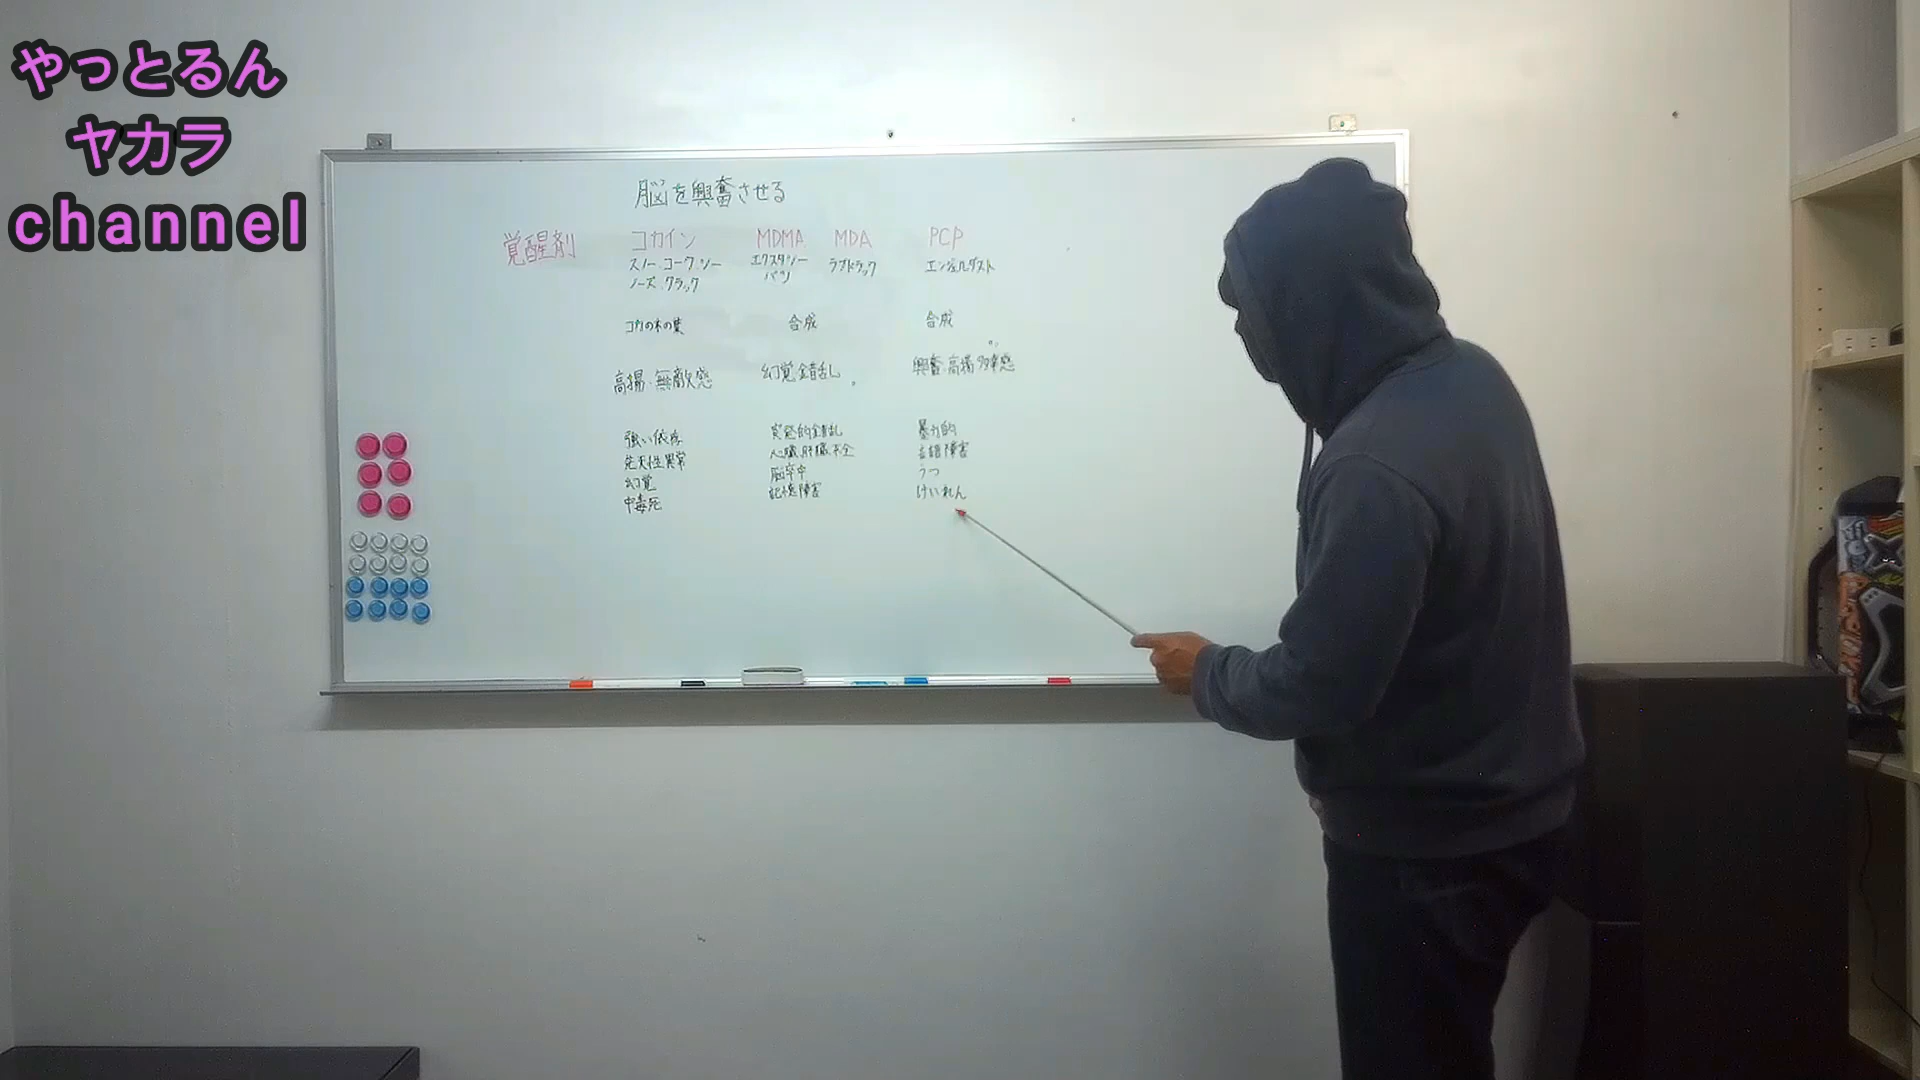 やっとるん
ヤカラ
channel
脳を興奮させる
覚醒剤 コカイン MDMA MDA PCP
スノー.コーク.シー エクスタシー ラブドラッグ エンジェルダスト
ノーズ.クラック バツ
コカの木の葉 合成 合成
高揚.無敵感 幻覚錯乱 興奮.高揚多幸感
強い依存 突発的錯乱 暴力的
先天性異常 心臓.肝臓不全 言語障害
幻覚 脳卒中 うつ
中毒死 記憶障害 けいれん